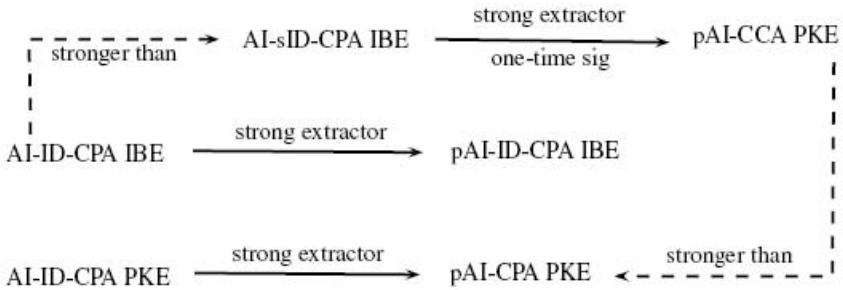 strong extractor
AI-sID-CPA IBE
pAI-CCA PKE
stronger than
one-time sig
strong extractor
AI-ID-CPA IBE
pAI-ID-CPA IBE
strong extractor
stronger than
AI-ID-CPA PKE
pAI-CPA PKE